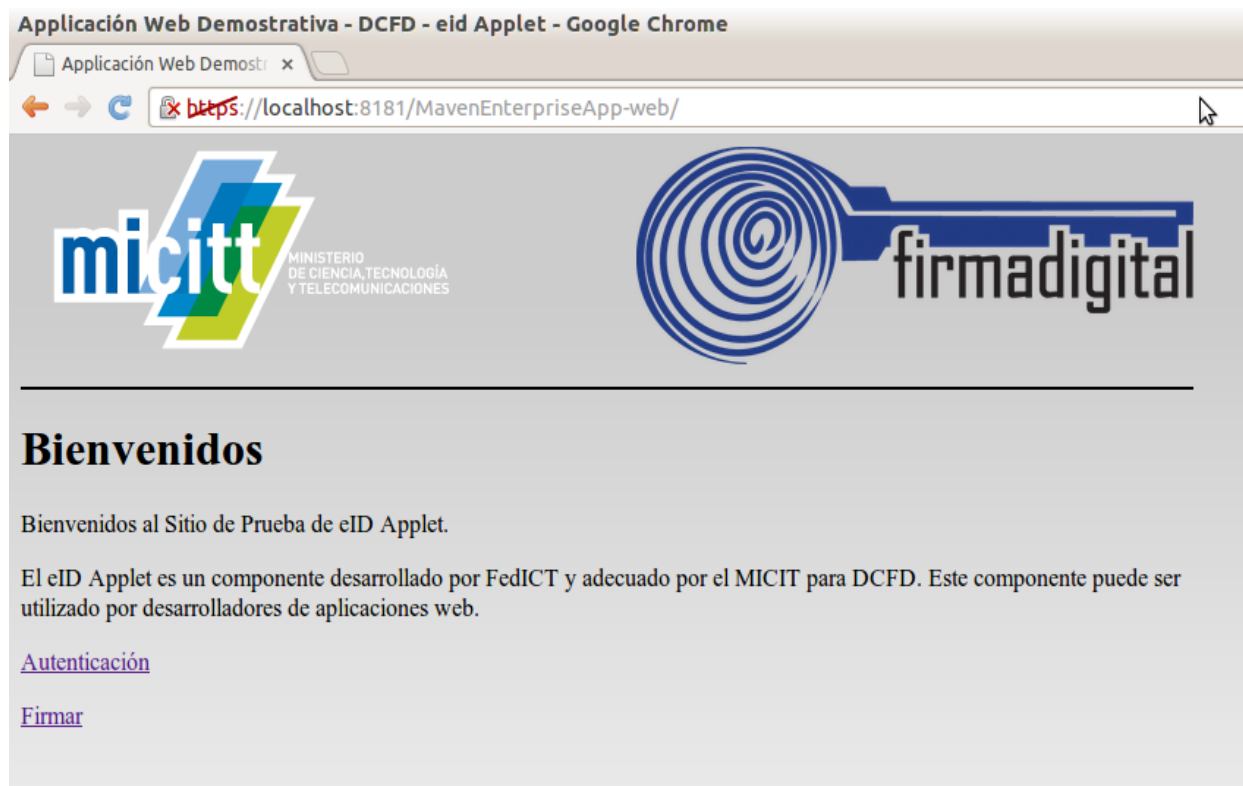 Applicación Web Demostrativa - DCFD - eid Applet - Google Chrome
Applicación Web Demostr
https://localhost:8181/MavenEnterpriseApp-web/
micitt
MINISTERIO
DE CIENCIA, TECNOLOGÍA
Y TELECOMUNICACIONES
firmadigital
Bienvenidos
Bienvenidos al Sitio de Prueba de eID Applet.
El eID Applet es un componente desarrollado por FedICT y adecuado por el MICIT para DCFD. Este componente puede ser
utilizado por desarrolladores de aplicaciones web.
Autenticación
Firmar